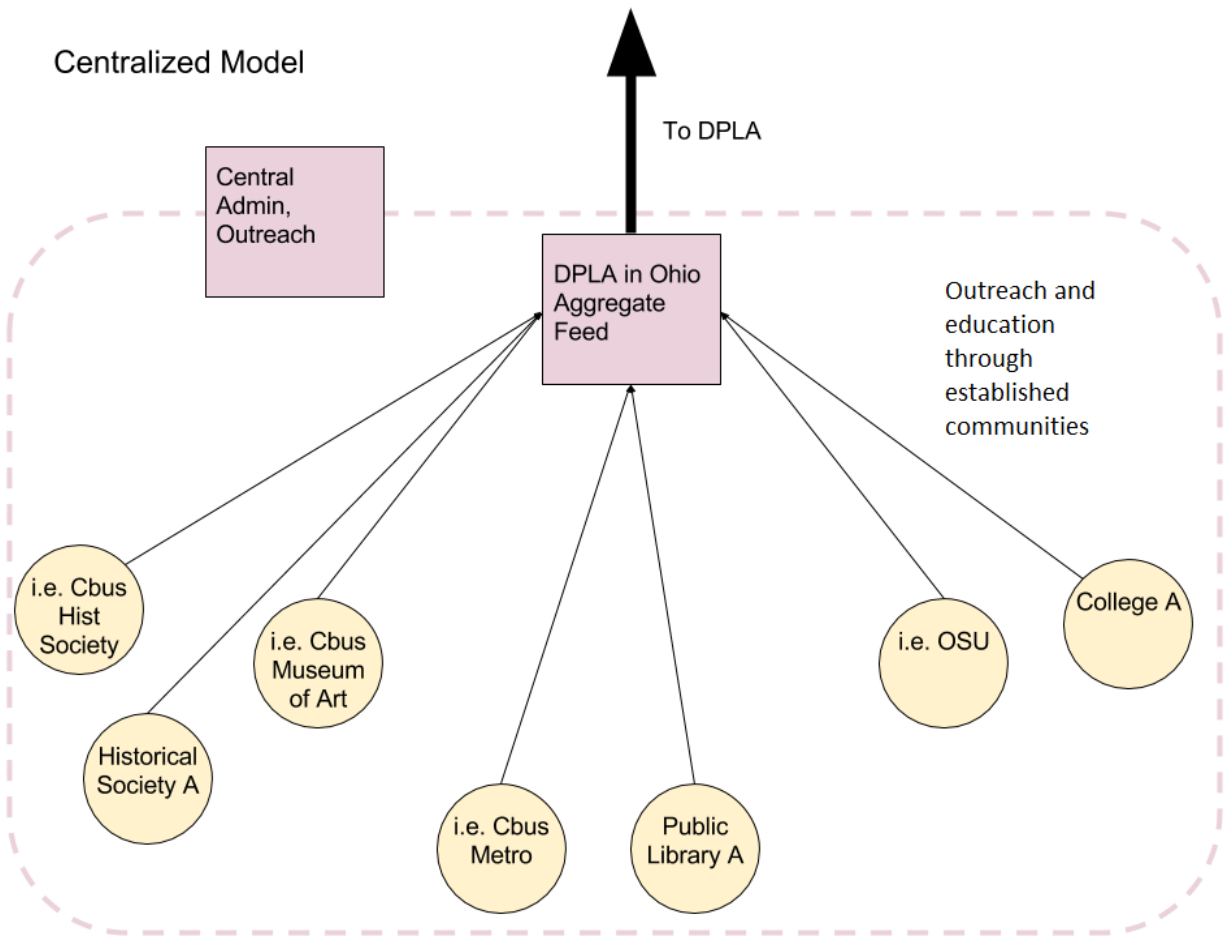 Centralized Model
To DPLA
Central
Admin,
Outreach
DPLA in Ohio
Aggregate
Feed
Outreach and
education
through
established
communities
i.e. Cbus
Hist
Society
Historical
Society A
i.e. Cbus
Museum
of Art
i.e. Cbus
Metro
Public
Library A
i.e. OSU
College A